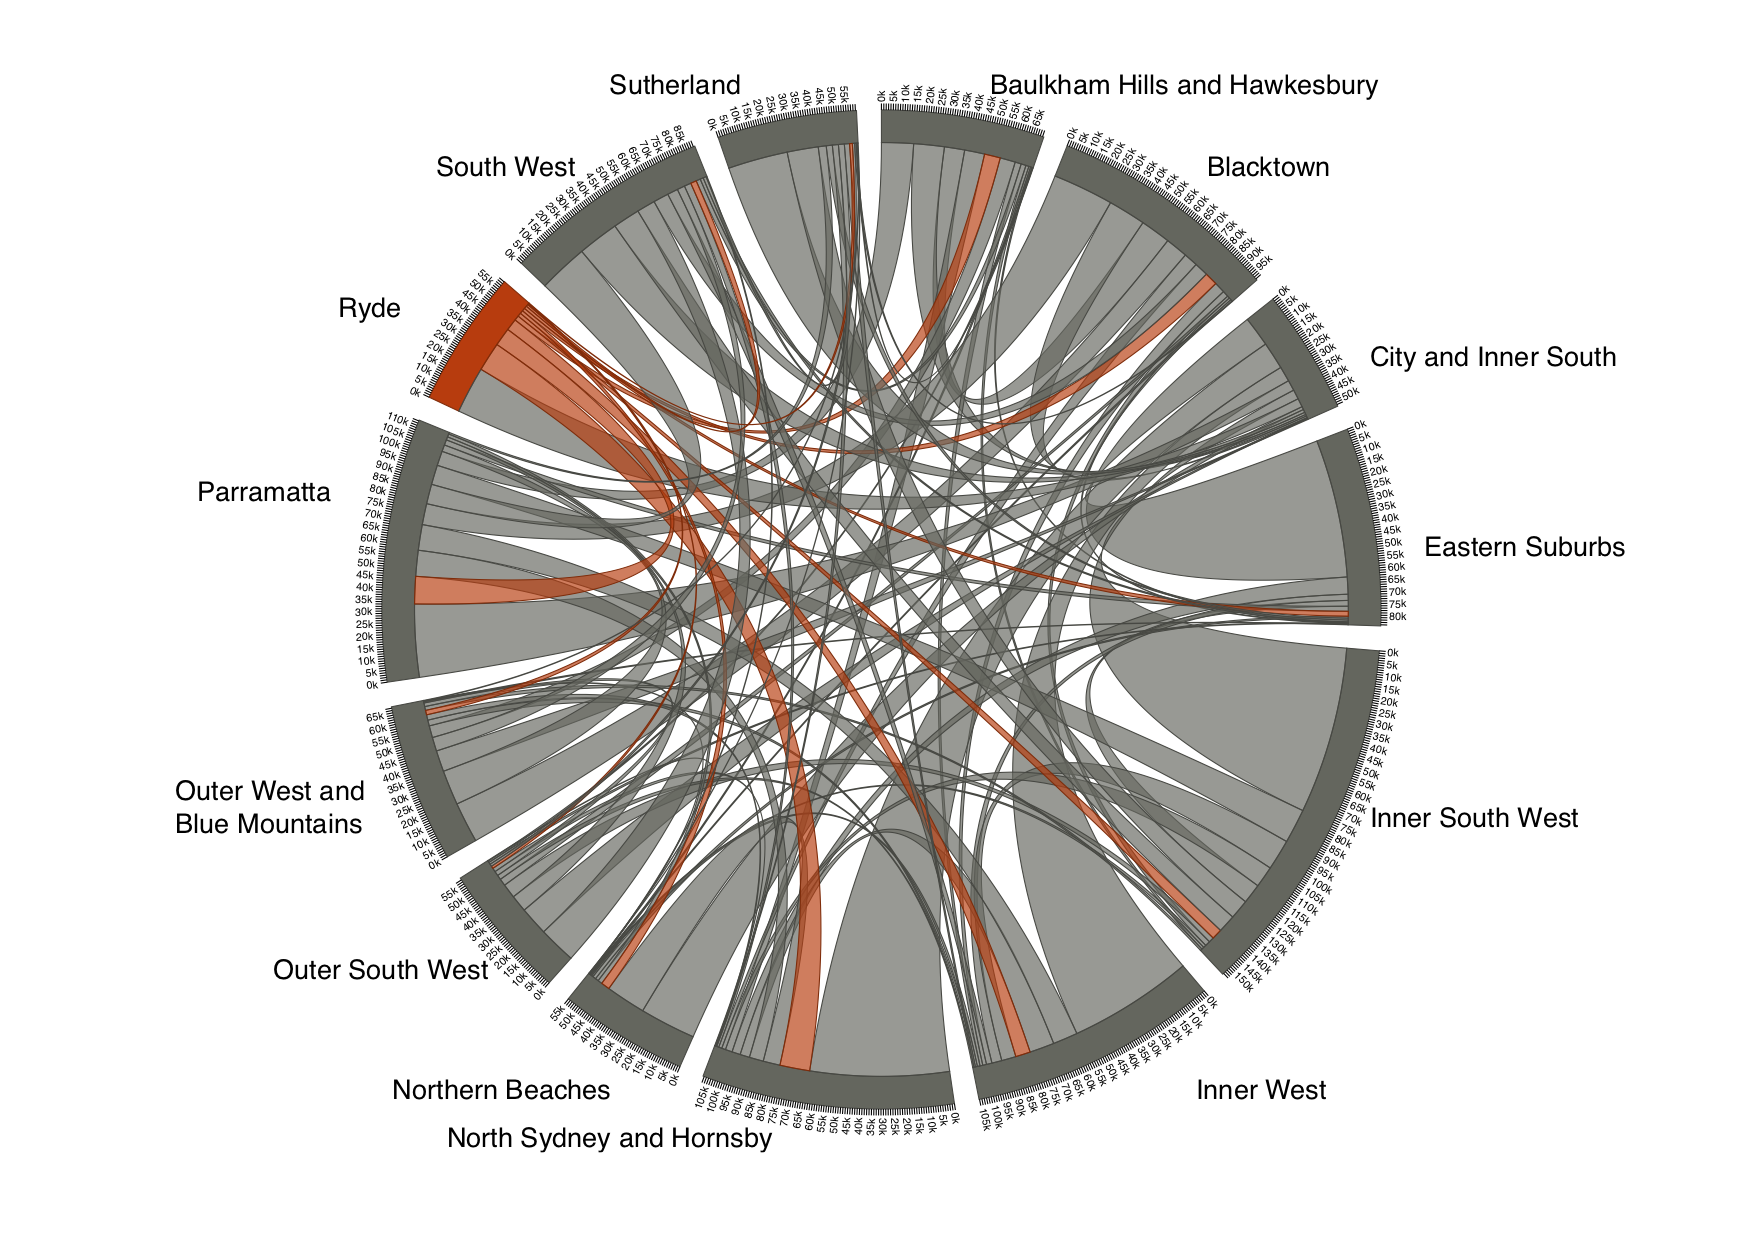 Sutherland
Baulkham Hills and Hawkesbury
South West
Blacktown
Ryde
City and Inner South
Parramatta
Eastern Suburbs
Outer West and
Blue Mountains
Inner South West
Outer South West
Northern Beaches
Inner West
North Sydney and Hornsby
0k 5k 10k 15k 20k 25k 30k 35k 40k 45k 50k 55k
0k 5k 10k 15k 20k 25k 30k 35k 40k 45k 50k 55k 60k 65k
0k 5k 10k 15k 20k 25k 30k 35k 40k 45k 50k 55k 60k 65k 70k 75k 80k 85k 90k 95k
0k 5k 10k 15k 20k 25k 30k 35k 40k 45k 50k
0k 5k 10k 15k 20k 25k 30k 35k 40k 45k 50k 55k 60k 65k 70k 75k 80k
0k 5k 10k 15k 20k 25k 30k 35k 40k 45k 50k 55k 60k 65k 70k 75k 80k 85k 90k 95k 100k 105k 110k 115k 120k 125k 130k 135k 140k 145k 150k
0k 5k 10k 15k 20k 25k 30k 35k 40k 45k 50k 55k 60k 65k 70k 75k 80k 85k 90k 95k 100k 105k
0k 5k 10k 15k 20k 25k 30k 35k 40k 45k 50k 55k 60k 65k 70k 75k 80k 85k 90k 95k 100k 105k
0k 5k 10k 15k 20k 25k 30k 35k 40k 45k 50k 55k
0k 5k 10k 15k 20k 25k 30k 35k 40k 45k 50k 55k
0k 5k 10k 15k 20k 25k 30k 35k 40k 45k 50k 55k 60k 65k
0k 5k 10k 15k 20k 25k 30k 35k 40k 45k 50k 55k 60k 65k 70k 75k 80k 85k 90k 95k 100k 105k 110k
0k 5k 10k 15k 20k 25k 30k 35k 40k 45k 50k 55k
0k 5k 10k 15k 20k 25k 30k 35k 40k 45k 50k 55k 60k 65k 70k 75k 80k 85k